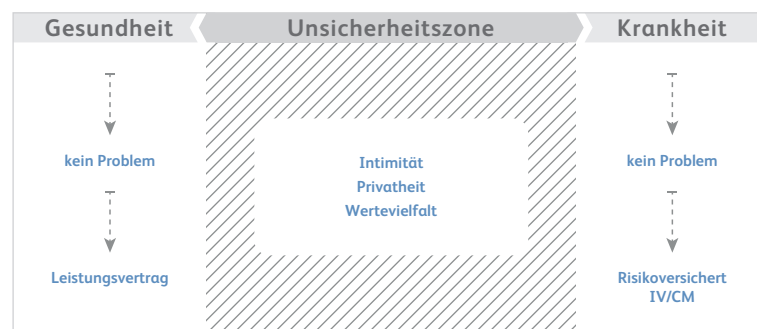 Gesundheit
Unsicherheitszone
Krankheit
kein Problem
Leistungsvertrag
Intimität
Privatheit
Wertevielfalt
kein Problem
Risikoversichert
IV/CM